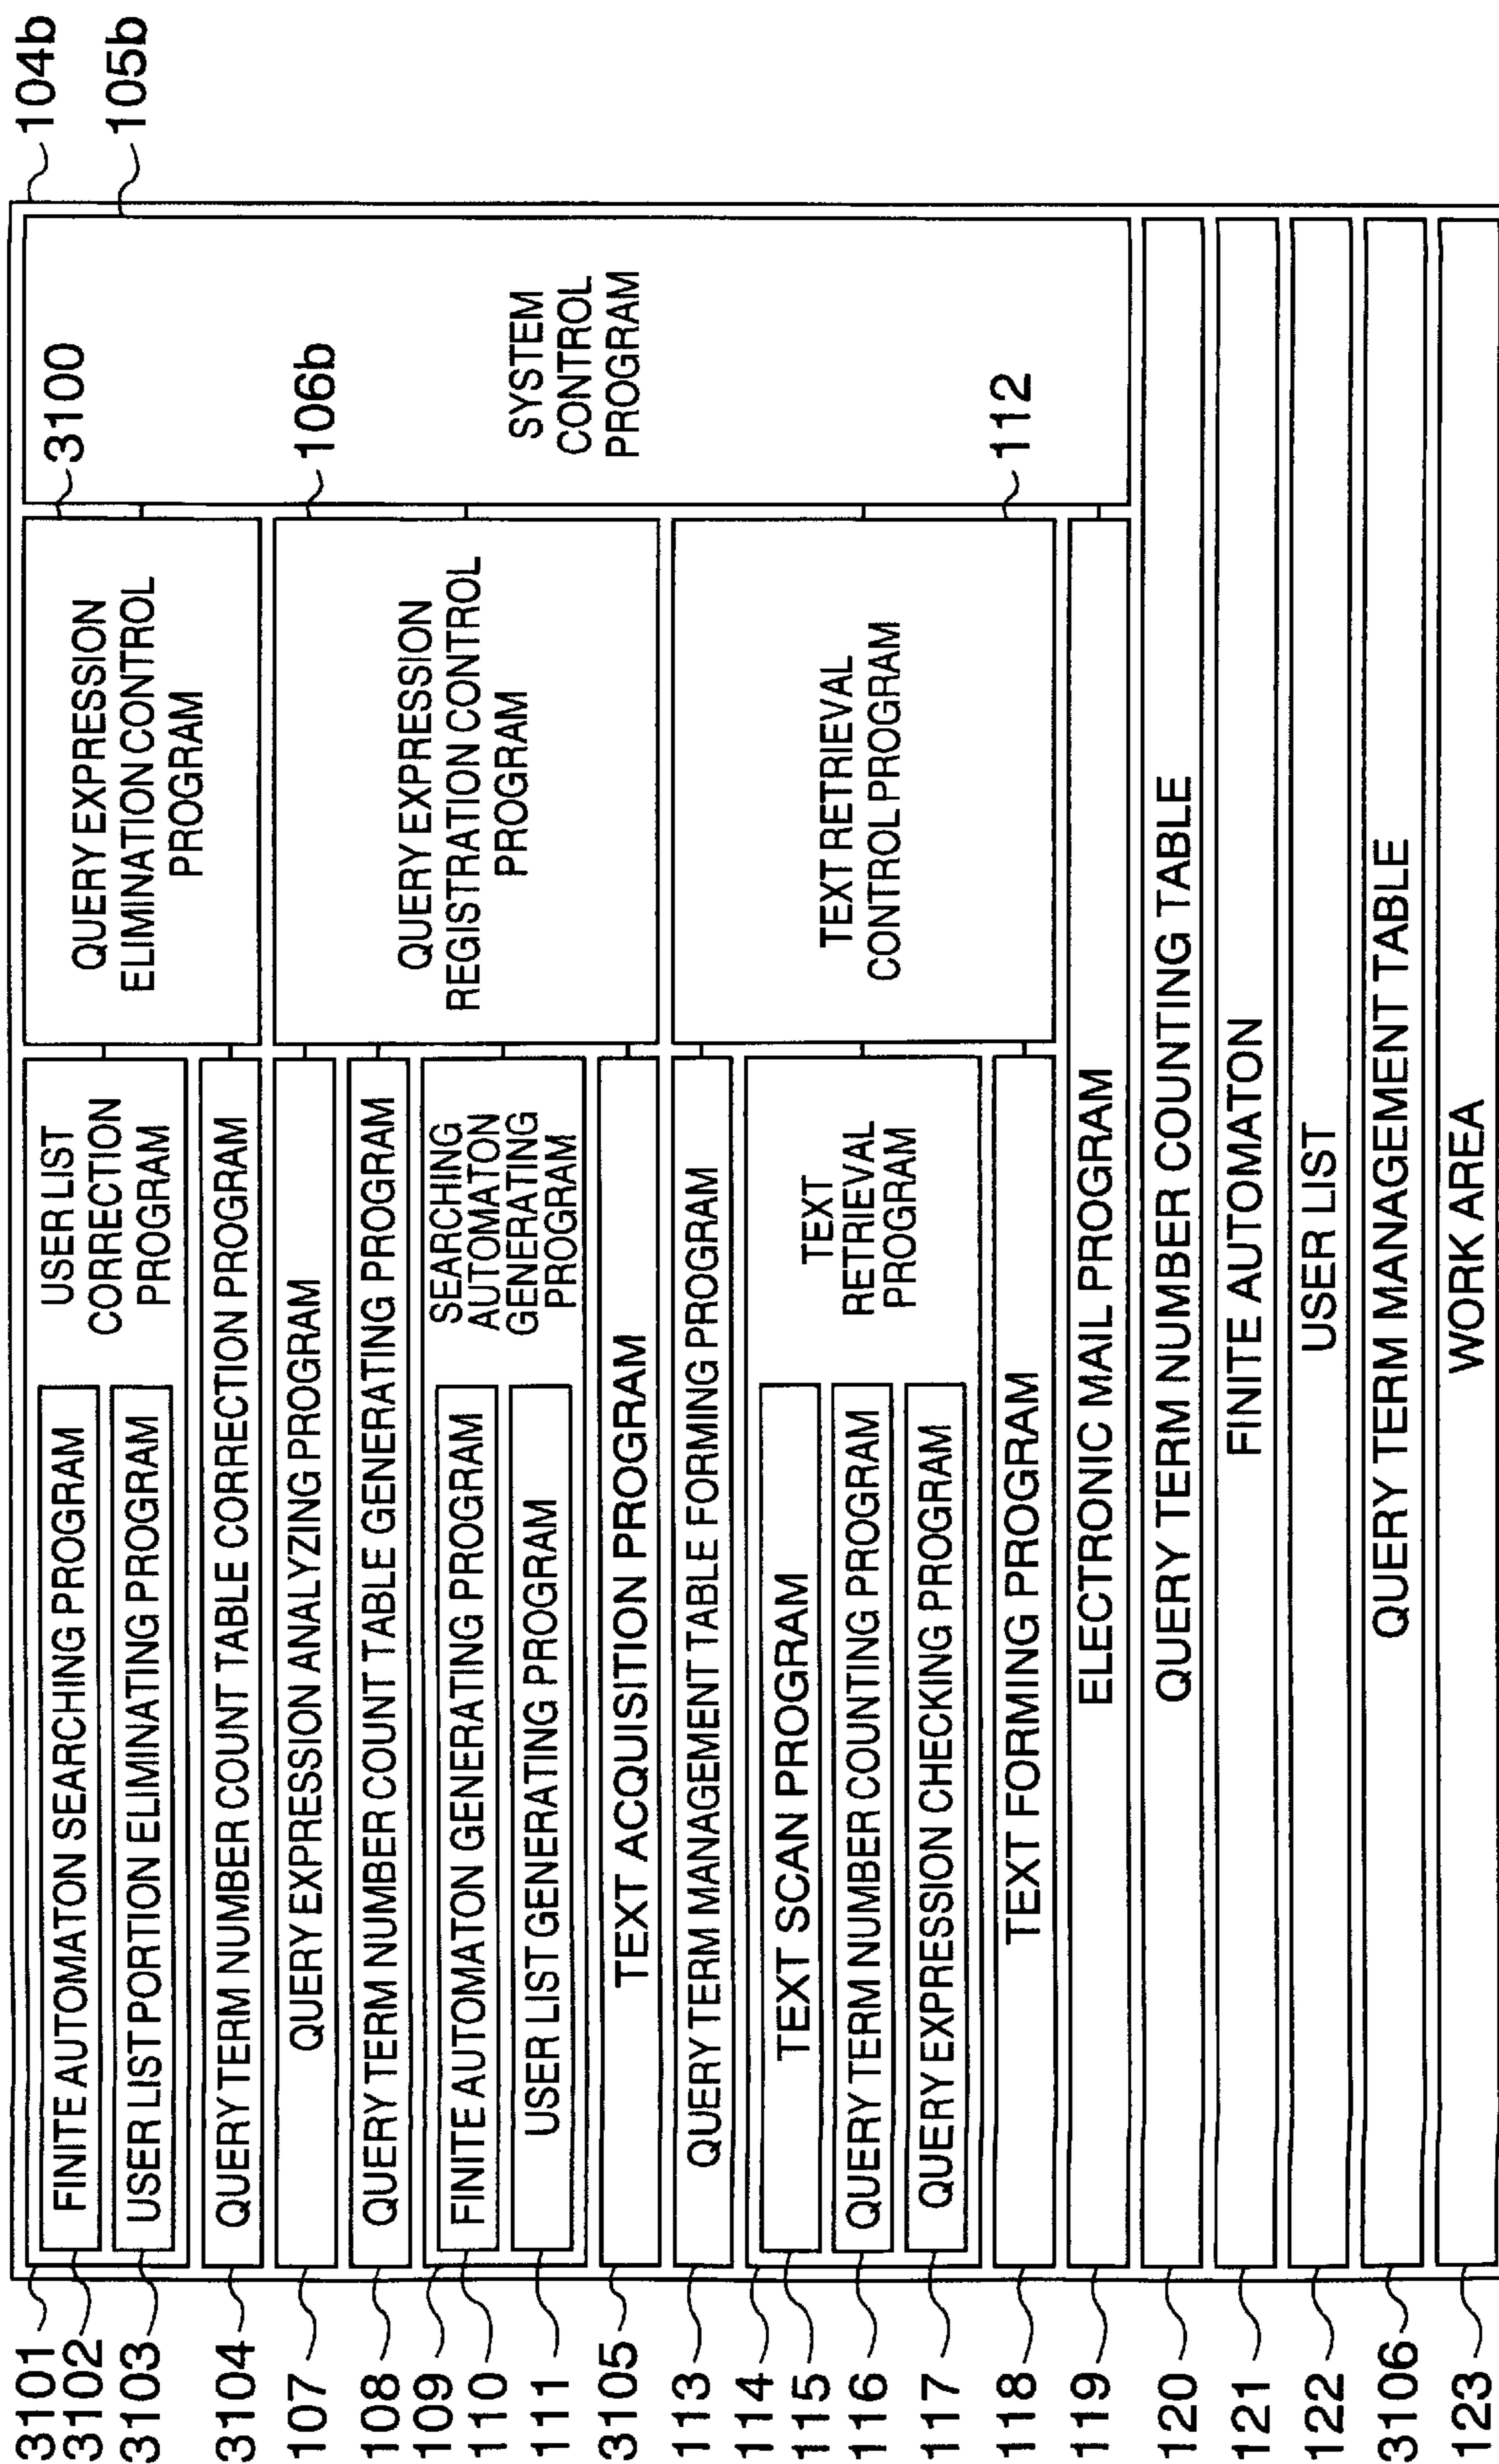 104b
105b
SYSTEM
CONTROL
PROGRAM
3100
QUERY EXPRESSION
ELIMINATION CONTROL
PROGRAM
106b
QUERY EXPRESSION
REGISTRATION CONTROL
PROGRAM
112
TEXT RETRIEVAL
CONTROL PROGRAM
3101
USER LIST
CORRECTION
PROGRAM
3102
FINITE AUTOMATON SEARCHING PROGRAM
3103
USER LIST PORTION ELIMINATING PROGRAM
3104
QUERY TERM NUMBER COUNT TABLE CORRECTION PROGRAM
107
QUERY EXPRESSION ANALYZING PROGRAM
108
QUERY TERM NUMBER COUNT TABLE GENERATING PROGRAM
109
SEARCHING
AUTOMATON
GENERATING
PROGRAM
110
FINITE AUTOMATON GENERATING PROGRAM
111
USER LIST GENERATING PROGRAM
3105
TEXT ACQUISITION PROGRAM
113
QUERY TERM MANAGEMENT TABLE FORMING PROGRAM
114
TEXT
RETRIEVAL
PROGRAM
115
TEXT SCAN PROGRAM
116
QUERY TERM NUMBER COUNTING PROGRAM
117
QUERY EXPRESSION CHECKING PROGRAM
118
TEXT FORMING PROGRAM
119
ELECTRONIC MAIL PROGRAM
120
QUERY TERM NUMBER COUNTING TABLE
121
FINITE AUTOMATON
122
USER LIST
3106
QUERY TERM MANAGEMENT TABLE
123
WORK AREA